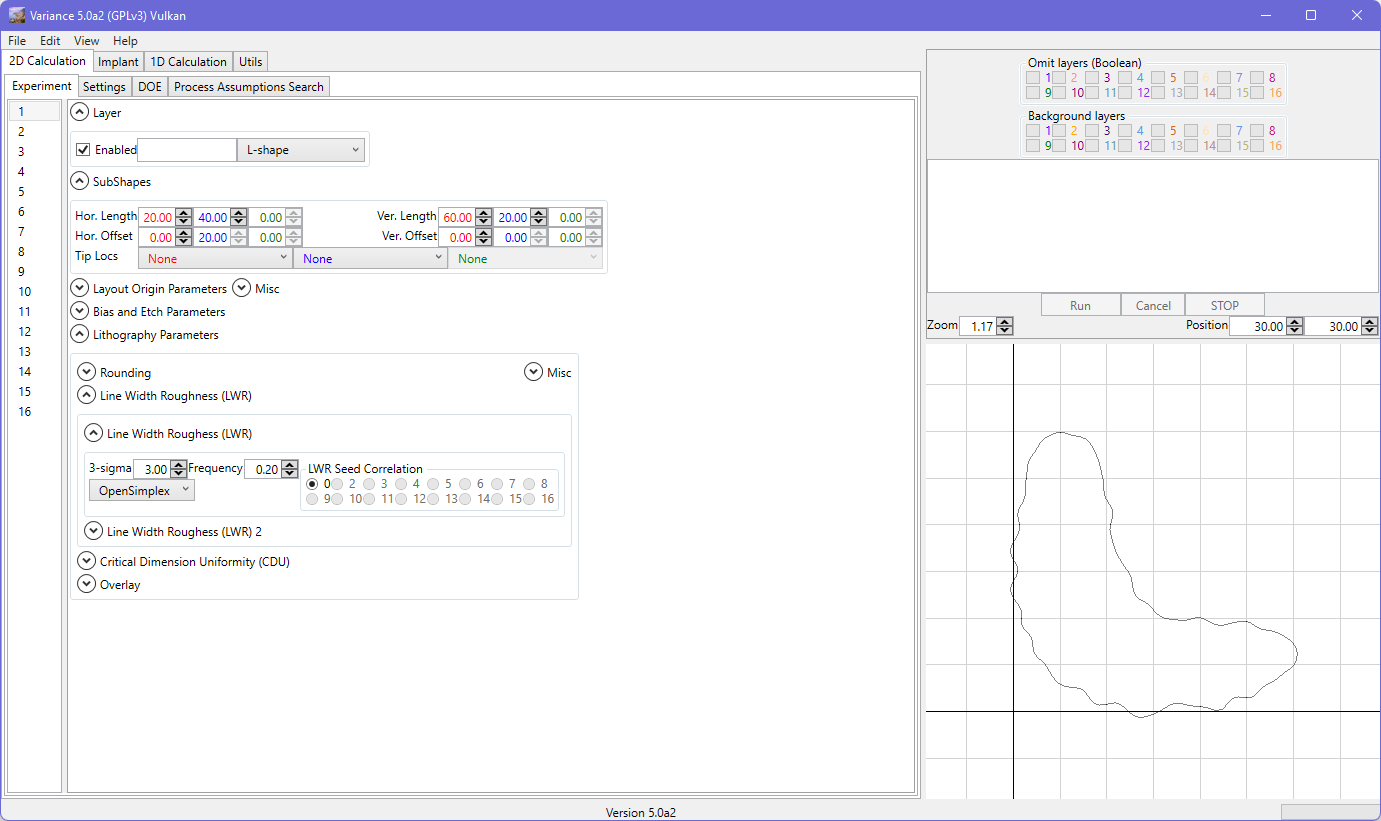 Variance 5.0a2 (GPLv3) Vulkan
File Edit View Help
2D Calculation Implant 1D Calculation Utils
Experiment Settings DOE Process Assumptions Search
1
2
3
4
5
6
7
8
9
10
11
12
13
14
15
16
Layer
Enabled L-shape
SubShapes
Hor. Length 20.00 40.00 0.00 Ver. Length 60.00 20.00 0.00
Hor. Offset 0.00 20.00 0.00 Ver. Offset 0.00 0.00 0.00
Tip Locs None None None
Layout Origin Parameters Misc
Bias and Etch Parameters
Lithography Parameters
Rounding Misc
Line Width Roughness (LWR)
Line Width Roughess (LWR)
3-sigma 3.00 Frequency 0.20 LWR Seed Correlation
OpenSimplex
0 2 3 4 5 6 7 8
9 10 11 12 13 14 15 16
Line Width Roughess (LWR) 2
Critical Dimension Uniformity (CDU)
Overlay
Omit layers (Boolean)
1 2 3 4 5 6 7 8
9 10 11 12 13 14 15 16
Background layers
1 2 3 4 5 6 7 8
9 10 11 12 13 14 15 16
Run Cancel STOP
Zoom 1.17 Position 30.00 30.00
Version 5.0a2